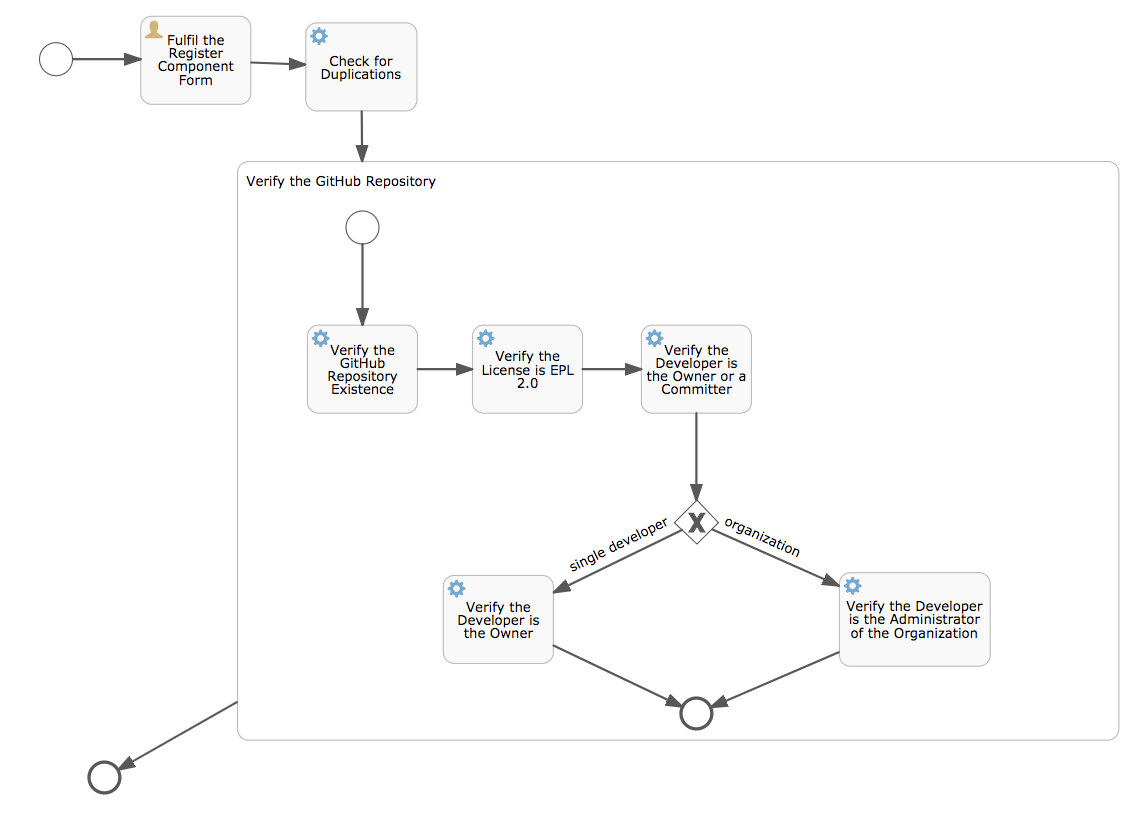 Fulfil the
Register
Component
Form
Check for
Duplications
Verify the GitHub Repository
Verify the
GitHub
Repository
Existence
Verify the
License is EPL
2.0
Verify the
Developer is
the Owner or a
Committer
single developer
X
organization
Verify the
Developer is
the Owner
Verify the Developer
is the Administrator
of the Organization